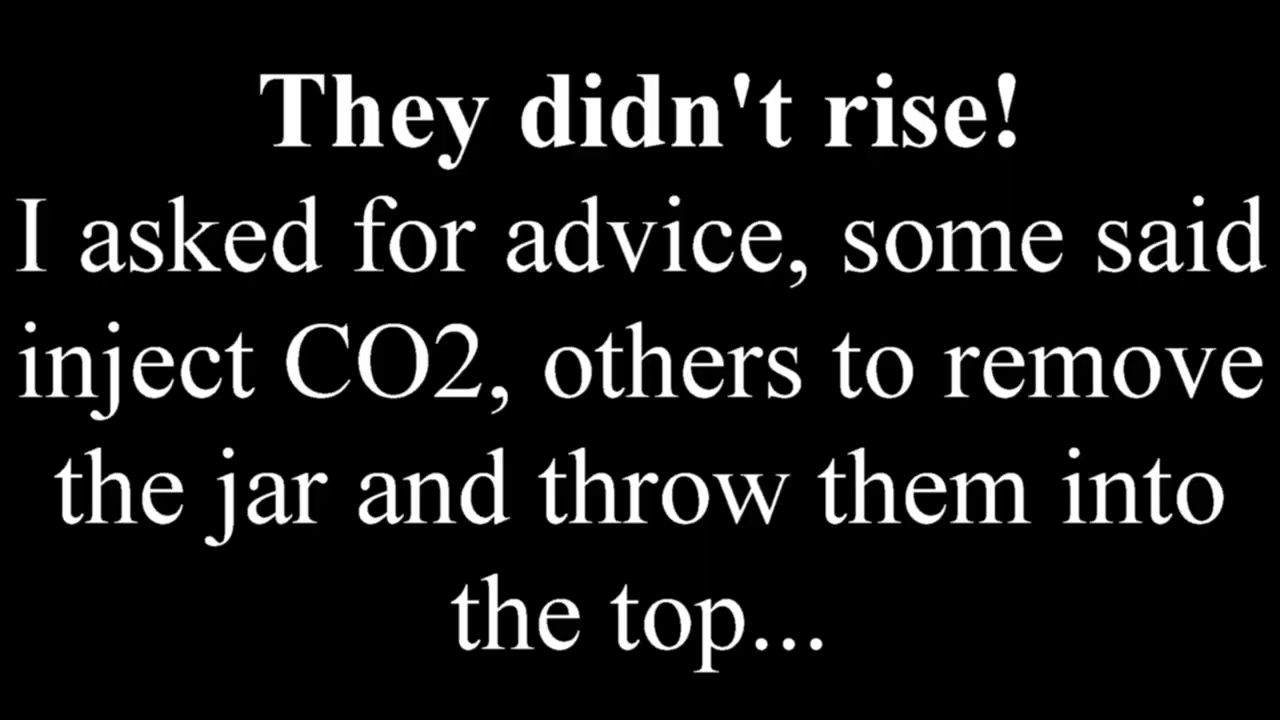 They didn't rise!
I asked for advice, some said
inject CO2, others to remove
the jar and throw them into
the top...